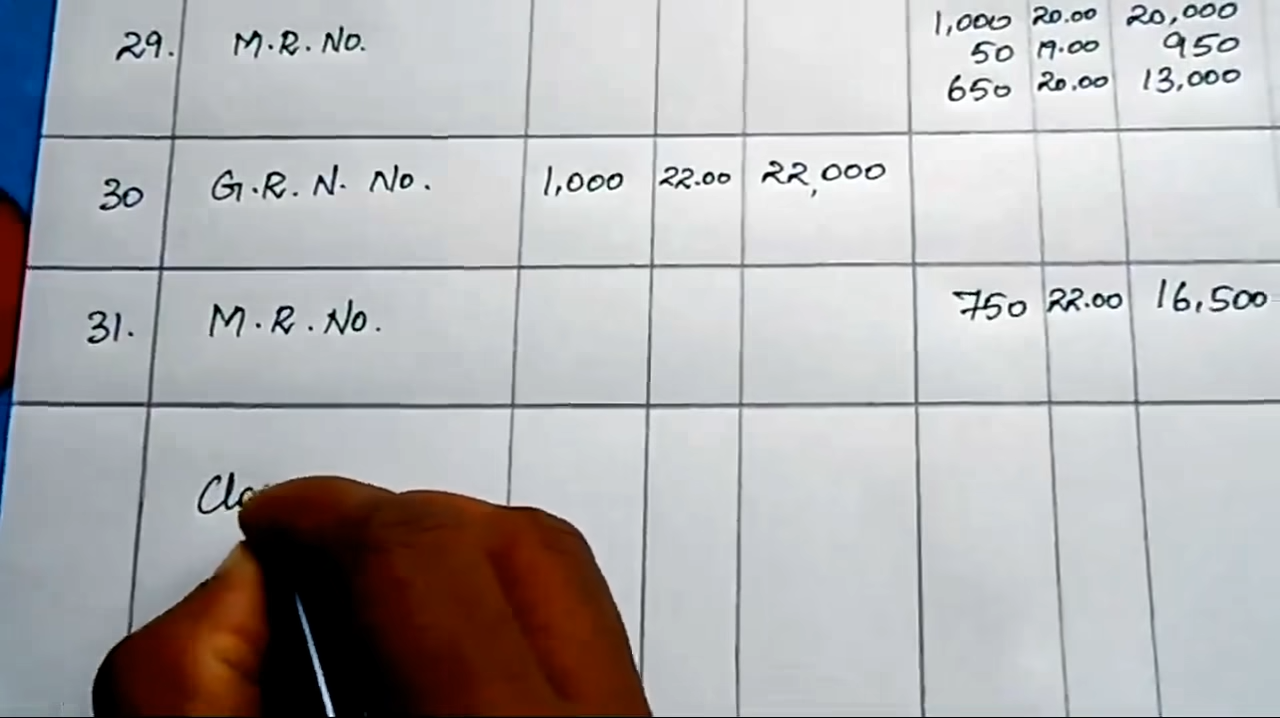 29. M.R. No. 1,000 20.00 20,000
50 19.00 950
650 20.00 13,000
30 G.R. N. No. 1,000 22.00 22,000
31. M.R. No. 750 22.00 16,500